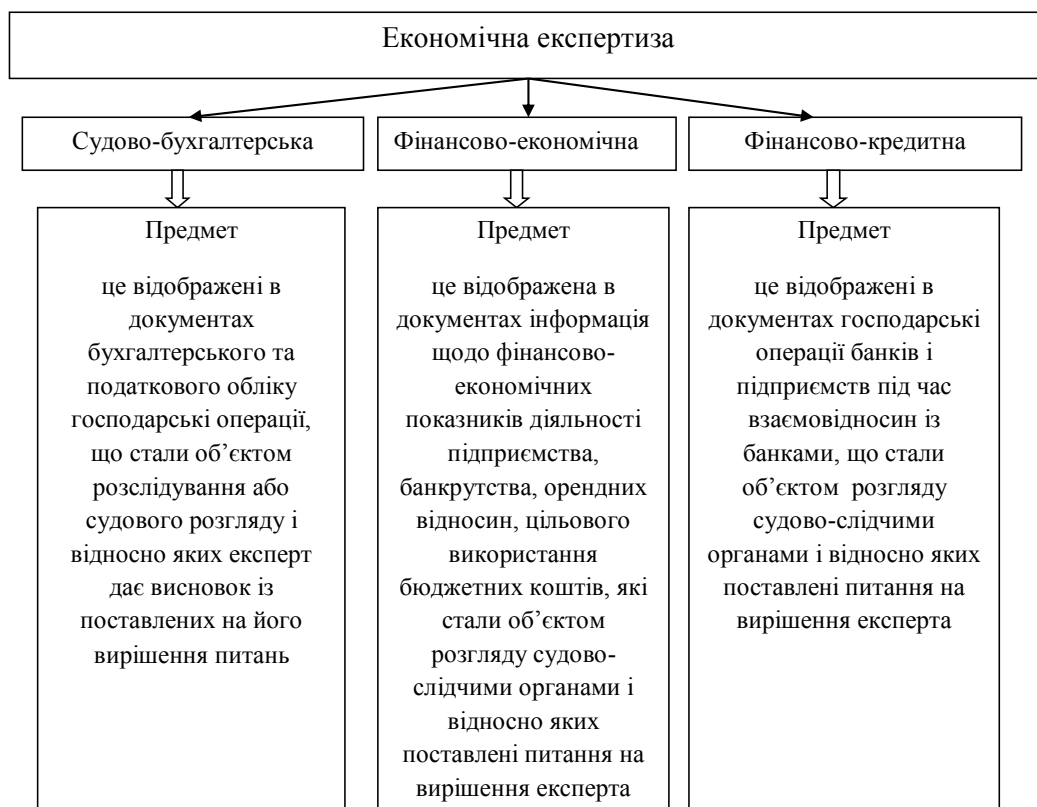 Економічна експертиза
Судово-бухгалтерська
Фінансово-економічна
Фінансово-кредитна
Предмет
це відображені в
документах
бухгалтерського та
податкового обліку
господарські операції,
що стали об’єктом
розслідування або
судового розгляду і
відносно яких експерт
дає висновок із
поставлених на його
вирішення питань
Предмет
це відображена в
документах інформація
щодо фінансово-
економічних
показників діяльності
підприємства,
банкрутства, орендних
відносин, цільового
використання
бюджетних коштів, які
стали об’єктом
розгляду судово-
слідчими органами і
відносно яких
поставлені питання на
вирішення експерта
Предмет
це відображені в
документах господарські
операції банків і
підприємств під час
взаємовідносин із
банками, що стали
об’єктом розгляду
судово-слідчими
органами і відносно яких
поставлені питання на
вирішення експерта